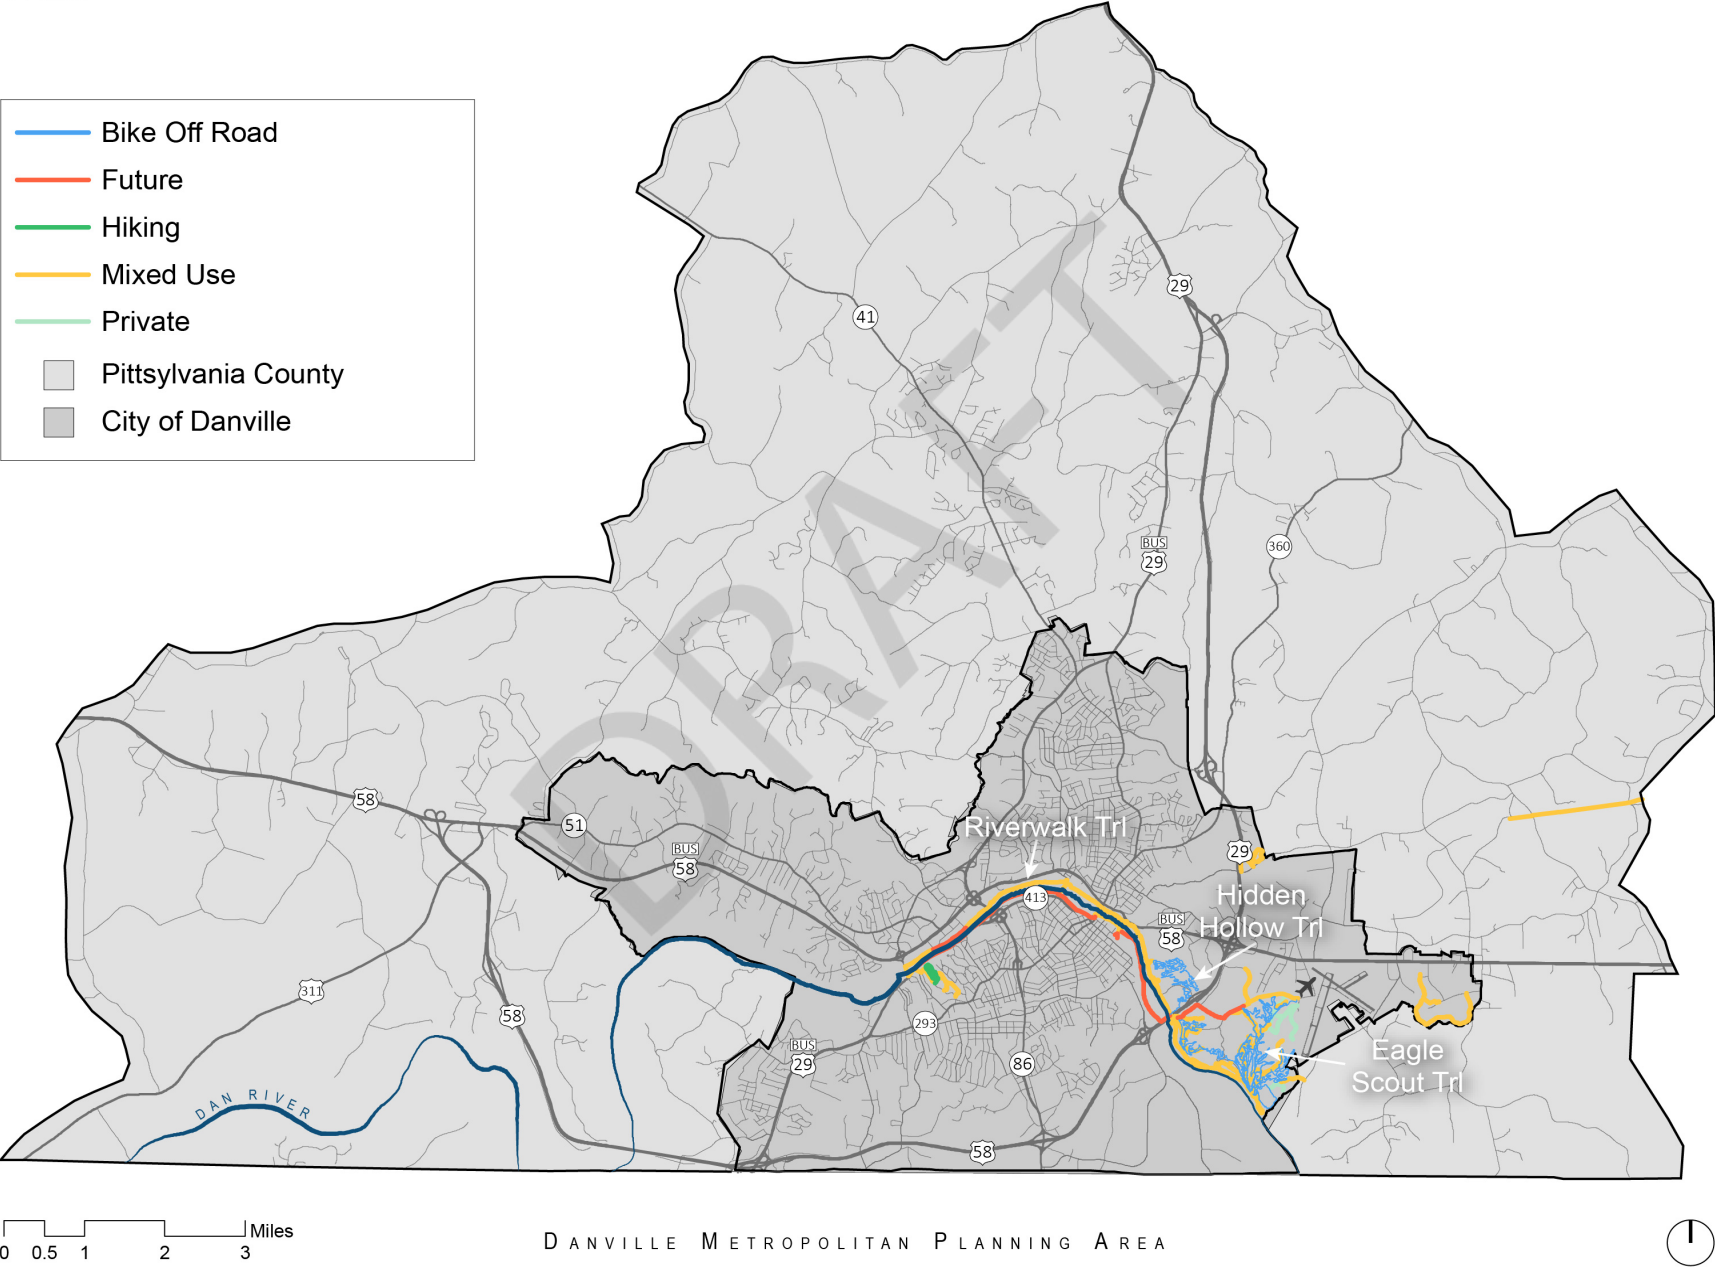 Bike Off Road
Future
Hiking
Mixed Use
Private
Pittsylvania County
City of Danville
DRAFT
29
41
BUS
29
360
58
51
BUS
58
Riverwalk Trl
413
29
Hidden
Hollow Trl
BUS
58
311
58
293
BUS
29
86
Eagle
Scout Trl
DAN RIVER
58
0 0.5 1 2 3 Miles
DANVILLE METROPOLITAN PLANNING AREA